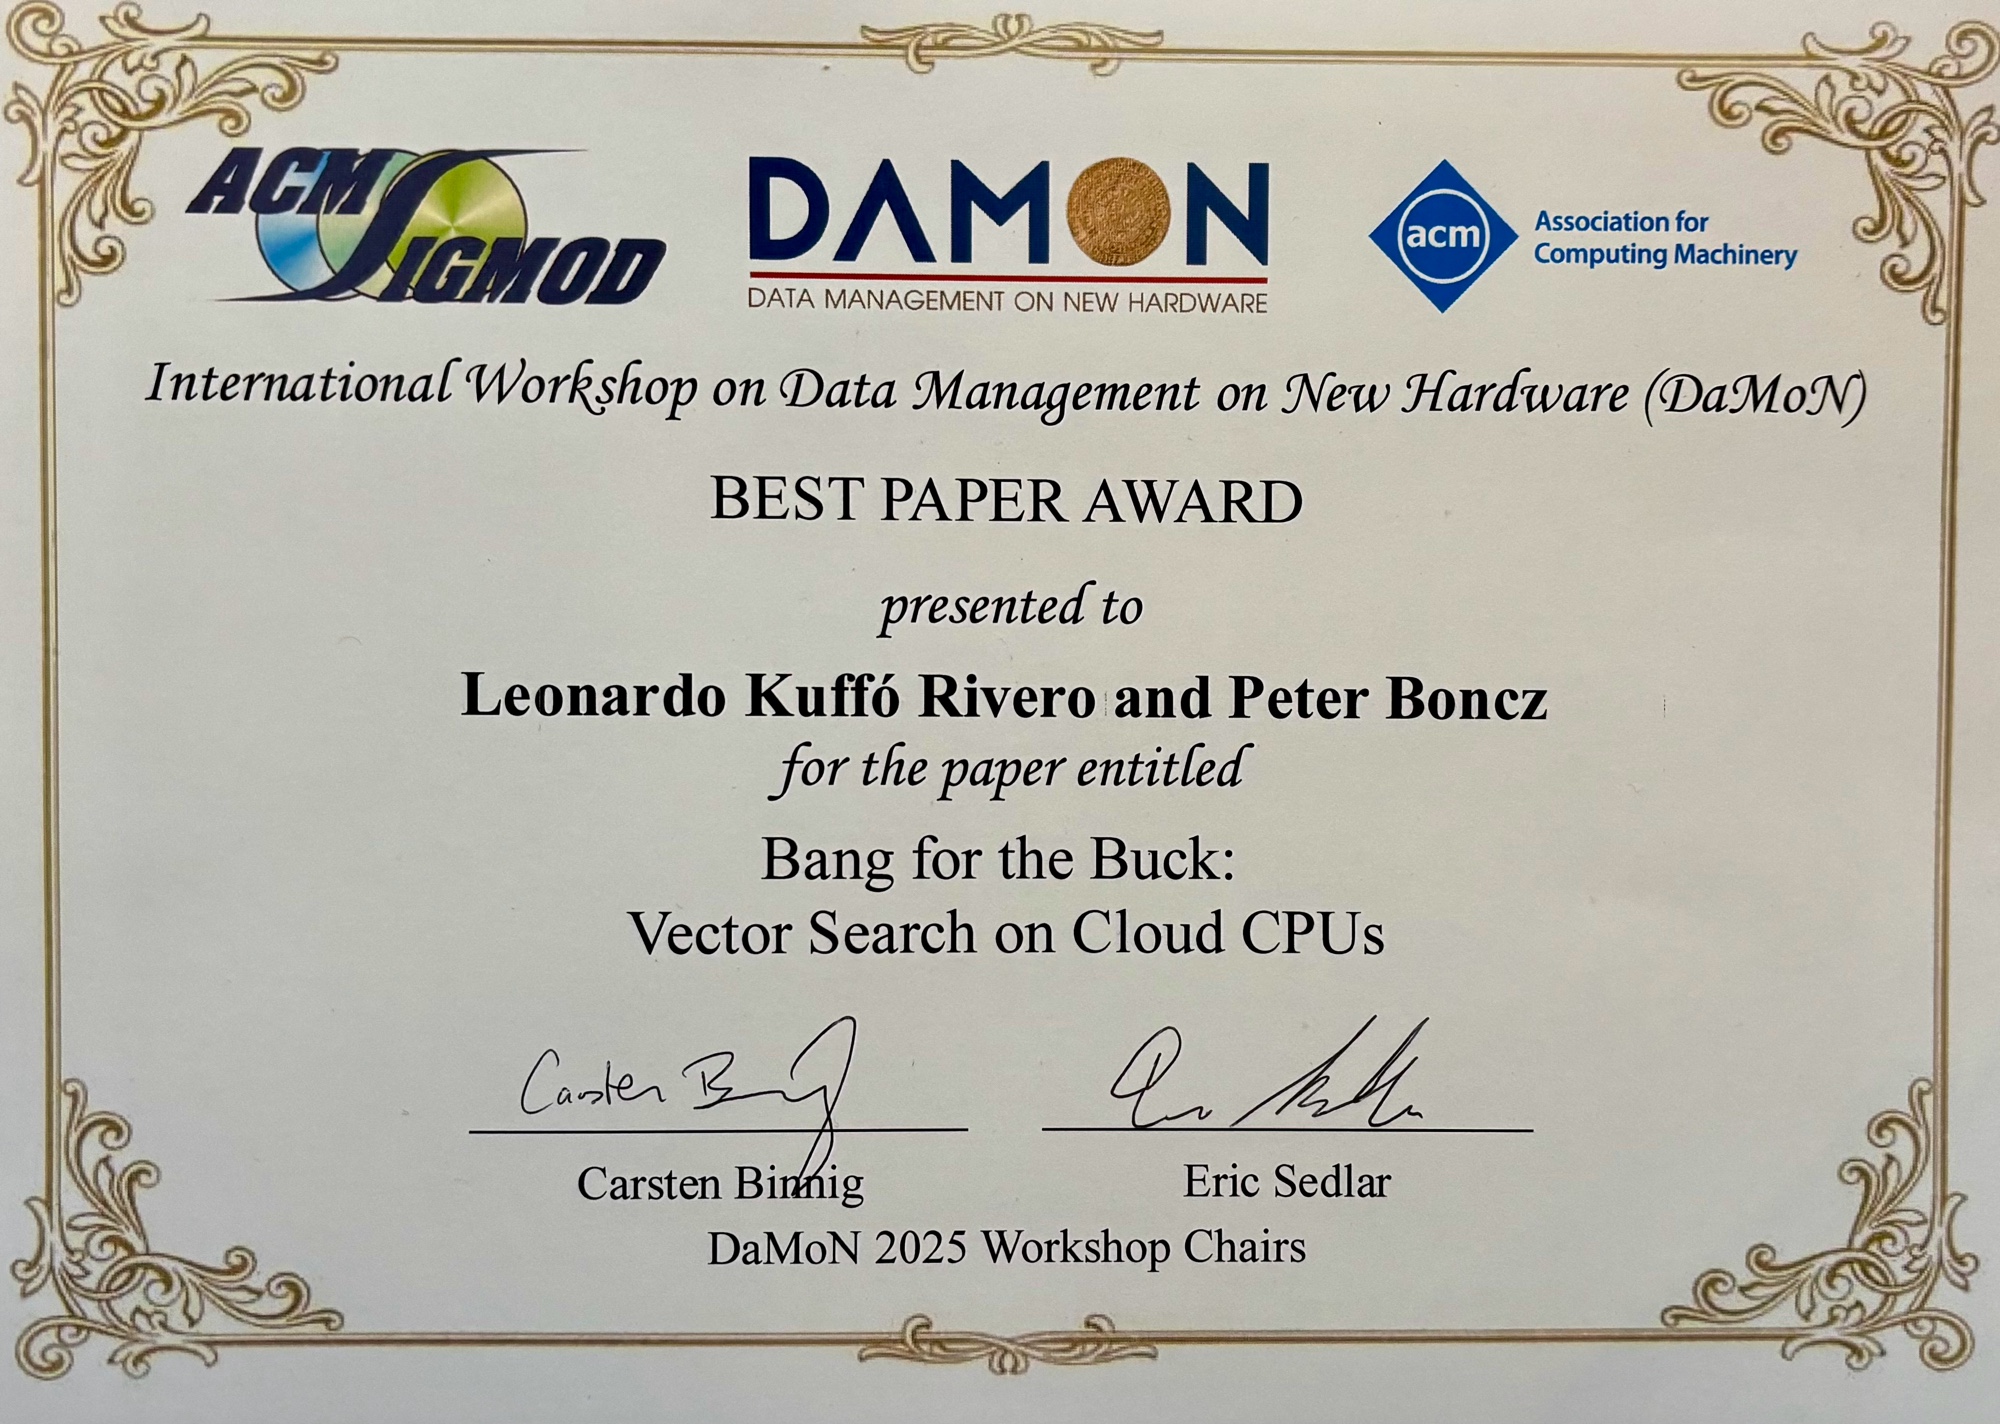 ACM SIGMOD
DAMON
DATA MANAGEMENT ON NEW HARDWARE
acm
Association for
Computing Machinery
International Workshop on Data Management on New Hardware (DaMoN)
BEST PAPER AWARD
presented to
Leonardo Kuffó Rivero and Peter Boncz
for the paper entitled
Bang for the Buck:
Vector Search on Cloud CPUs
Carsten Binnig
Carsten Binnig
Eric Sedlar
DaMoN 2025 Workshop Chairs